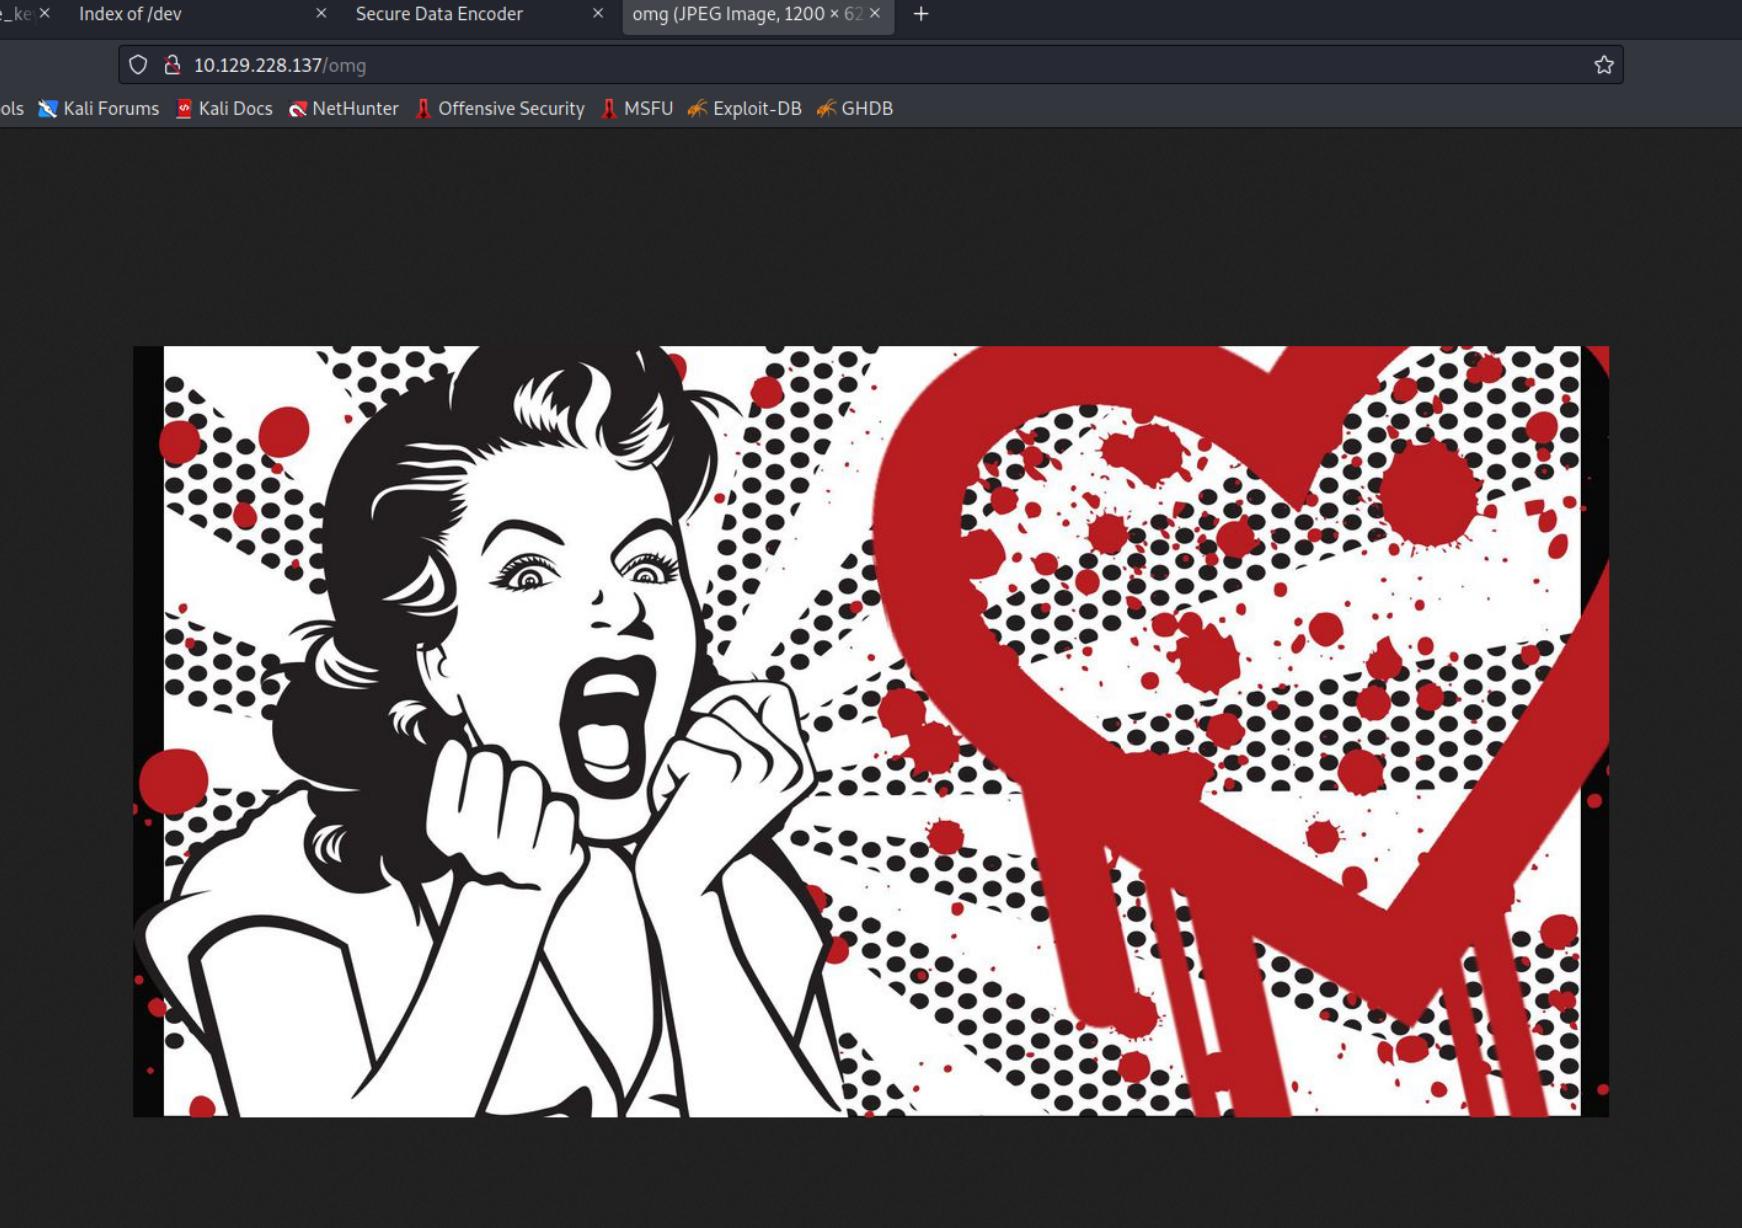 Index of /dev
Secure Data Encoder
omg (JPEG Image, 1200 × 62
10.129.228.137/omg
ols Kali Forums Kali Docs NetHunter Offensive Security MSFU Exploit-DB GHDB